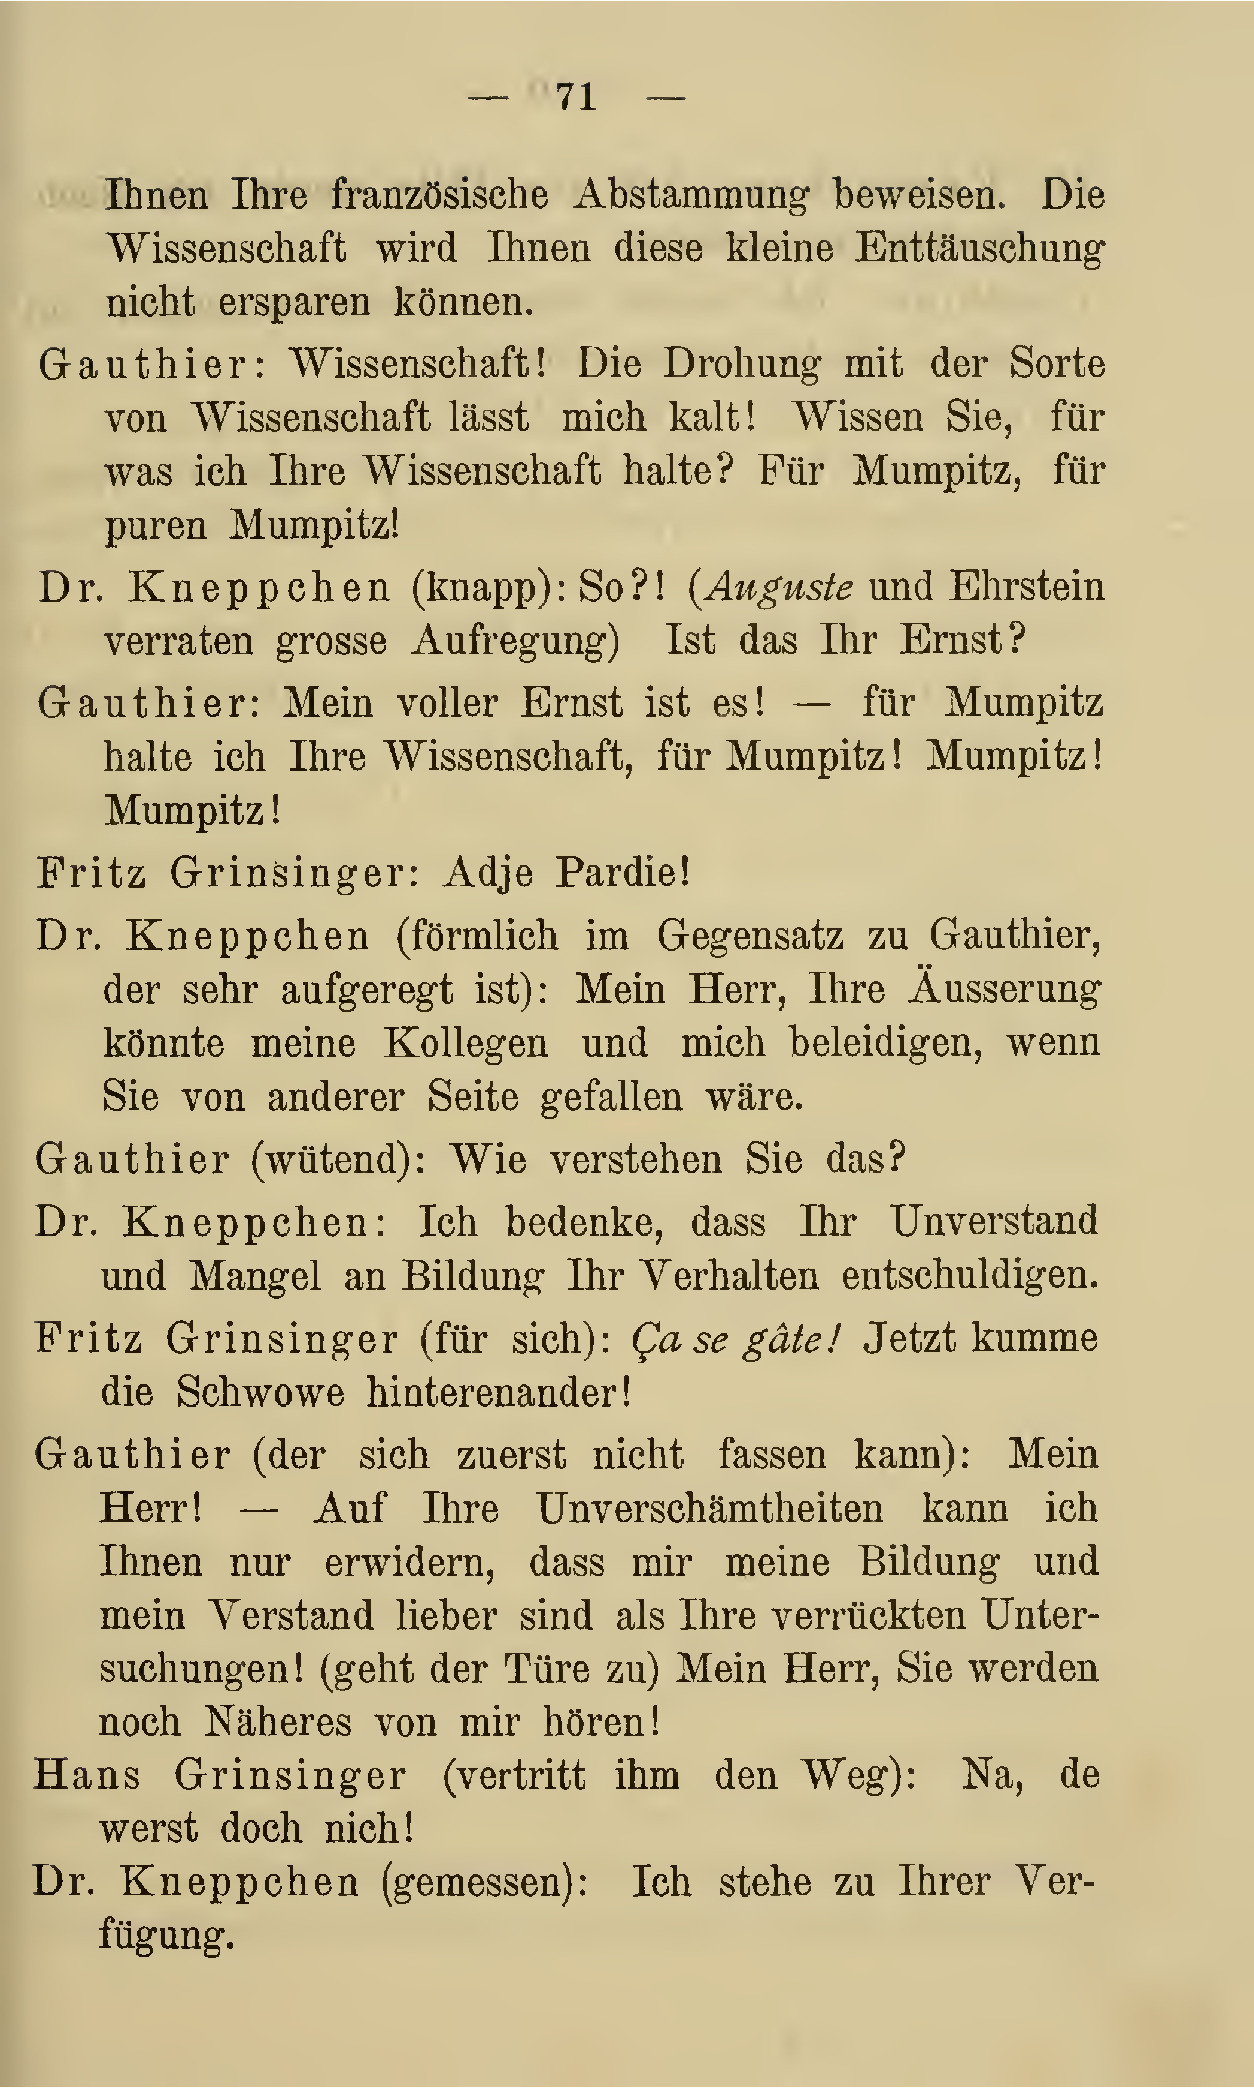 — 71 —
Ihnen Ihre französische Abstammung beweisen. Die
Wissenschaft wird Ihnen diese kleine Enttäuschung
nicht ersparen können.
Gauthier: Wissenschaft! Die Drohung mit der Sorte
von Wissenschaft lässt mich kalt! Wissen Sie, für
was ich Ihre Wissenschaft halte? Für Mumpitz, für
puren Mumpitz!
Dr. Kneppchen (knapp): So?! (Auguste und Ehrstein
verraten grosse Aufregung) Ist das Ihr Ernst?
Gauthier: Mein voller Ernst ist es! — für Mumpitz
halte ich Ihre Wissenschaft, für Mumpitz! Mumpitz!
Mumpitz!
Fritz Grinsinger: Adje Pardie!
Dr. Kneppchen (förmlich im Gegensatz zu Gauthier,
der sehr aufgeregt ist): Mein Herr, Ihre Äusserung
könnte meine Kollegen und mich beleidigen, wenn
Sie von anderer Seite gefallen wäre.
Gauthier (wütend): Wie verstehen Sie das?
Dr. Kneppchen: Ich bedenke, dass Ihr Unverstand
und Mangel an Bildung Ihr Verhalten entschuldigen.
Fritz Grinsinger (für sich): Ça se gâte! Jetzt kumme
die Schwowe hinterenander!
Gauthier (der sich zuerst nicht fassen kann): Mein
Herr! — Auf Ihre Unverschämtheiten kann ich
Ihnen nur erwidern, dass mir meine Bildung und
mein Verstand lieber sind als Ihre verrückten Unter-
suchungen! (geht der Türe zu) Mein Herr, Sie werden
noch Näheres von mir hören!
Hans Grinsinger (vertritt ihm den Weg): Na, de
werst doch nich!
Dr. Kneppchen (gemessen): Ich stehe zu Ihrer Ver-
fügung.